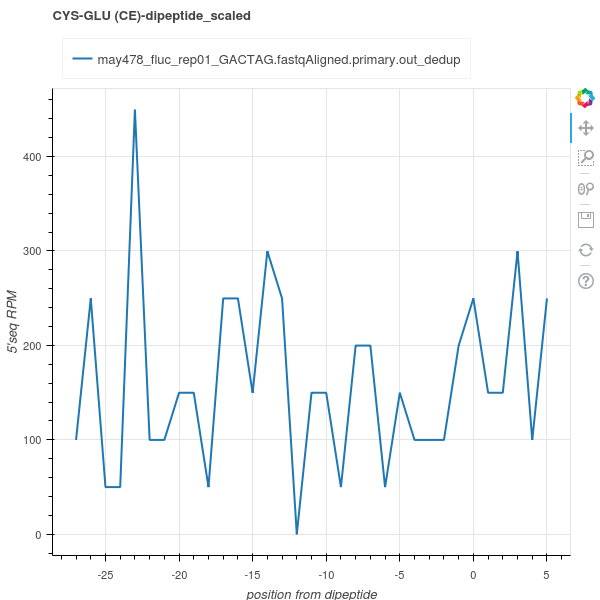 CYS-GLU (CE)-dipeptide_scaled
may478_fluc_rep01_GACTAG.fastqAligned.primary.out_dedup
400
300
200
100
0
5'seq RPM
-25 -20 -15 -10 -5 0 5
position from dipeptide